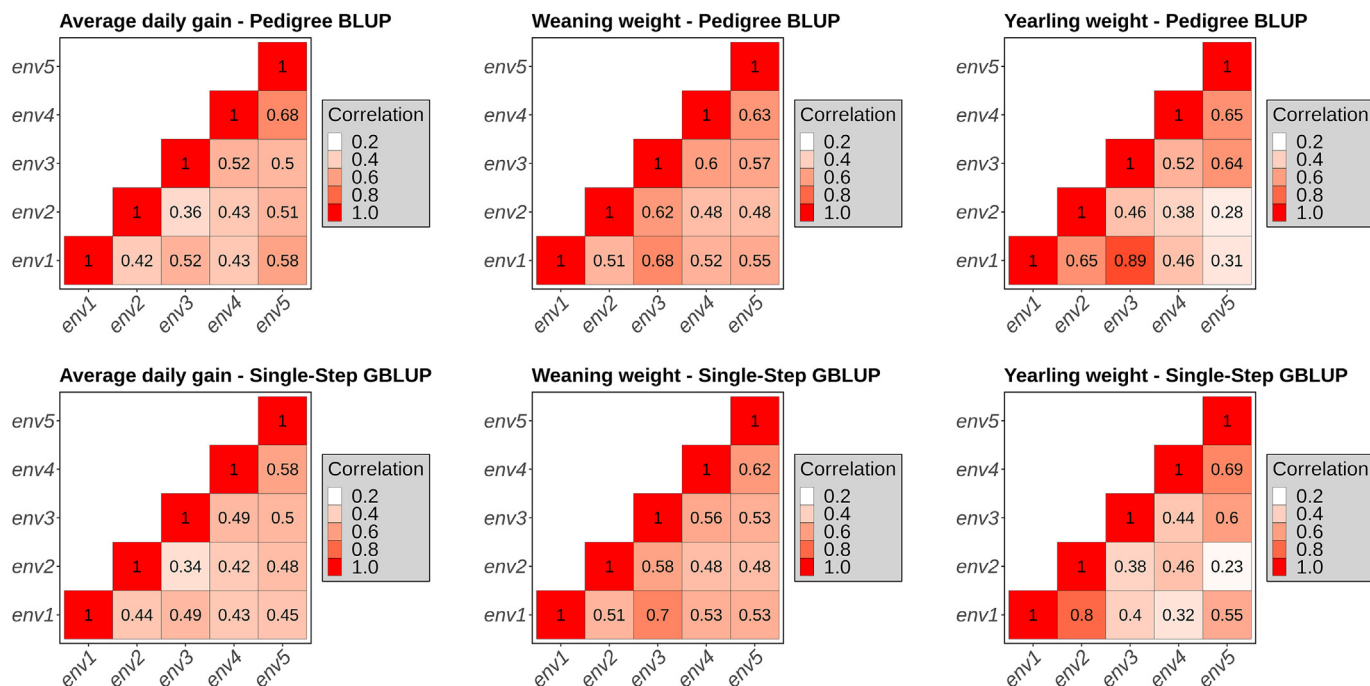 Average daily gain - Pedigree BLUP
env5
1
env4
1 0.68
env3
1 0.52 0.5
env2
1 0.36 0.43 0.51
env1
1 0.42 0.52 0.43 0.58
env1 env2 env3 env4 env5
Correlation
0.2
0.4
0.6
0.8
1.0
Weaning weight - Pedigree BLUP
env5
1
env4
1 0.63
env3
1 0.6 0.57
env2
1 0.62 0.48 0.48
env1
1 0.51 0.68 0.52 0.55
env1 env2 env3 env4 env5
Correlation
0.2
0.4
0.6
0.8
1.0
Yearling weight - Pedigree BLUP
env5
1
env4
1 0.65
env3
1 0.52 0.64
env2
1 0.46 0.38 0.28
env1
1 0.65 0.89 0.46 0.31
env1 env2 env3 env4 env5
Correlation
0.2
0.4
0.6
0.8
1.0
Average daily gain - Single-Step GBLUP
env5
1
env4
1 0.58
env3
1 0.49 0.5
env2
1 0.34 0.42 0.48
env1
1 0.44 0.49 0.43 0.45
env1 env2 env3 env4 env5
Correlation
0.2
0.4
0.6
0.8
1.0
Weaning weight - Single-Step GBLUP
env5
1
env4
1 0.62
env3
1 0.56 0.53
env2
1 0.58 0.48 0.48
env1
1 0.51 0.7 0.53 0.53
env1 env2 env3 env4 env5
Correlation
0.2
0.4
0.6
0.8
1.0
Yearling weight - Single-Step GBLUP
env5
1
env4
1 0.69
env3
1 0.44 0.6
env2
1 0.38 0.46 0.23
env1
1 0.8 0.4 0.32 0.55
env1 env2 env3 env4 env5
Correlation
0.2
0.4
0.6
0.8
1.0